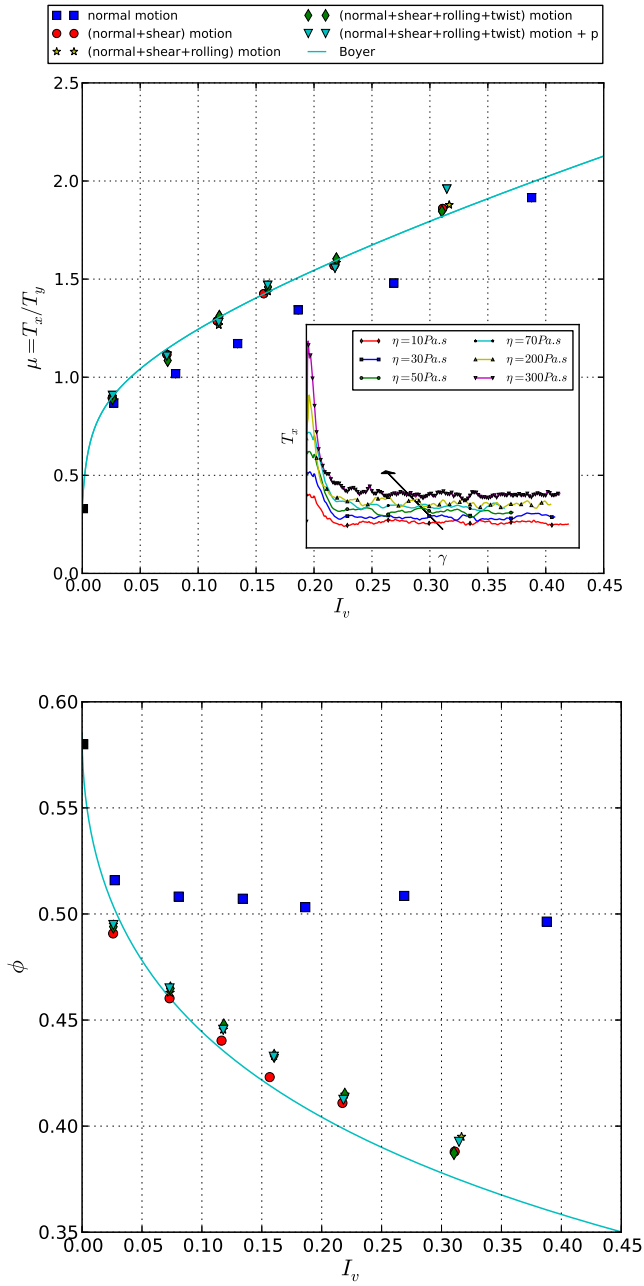 normal motion
(normal+shear) motion
(normal+shear+rolling) motion
(normal+shear+rolling+twist) motion
(normal+shear+rolling+twist) motion + p
Boyer
2.5
2.0
1.5
1.0
0.5
0.0
μ=T_x/T_y
η=10Pa.s
η=30Pa.s
η=50Pa.s
η=70Pa.s
η=200Pa.s
η=300Pa.s
T_x
γ
0.00 0.05 0.10 0.15 0.20 0.25 0.30 0.35 0.40 0.45
I_v
0.60
0.55
0.50
0.45
0.40
0.35
ϕ
0.00 0.05 0.10 0.15 0.20 0.25 0.30 0.35 0.40 0.45
I_v